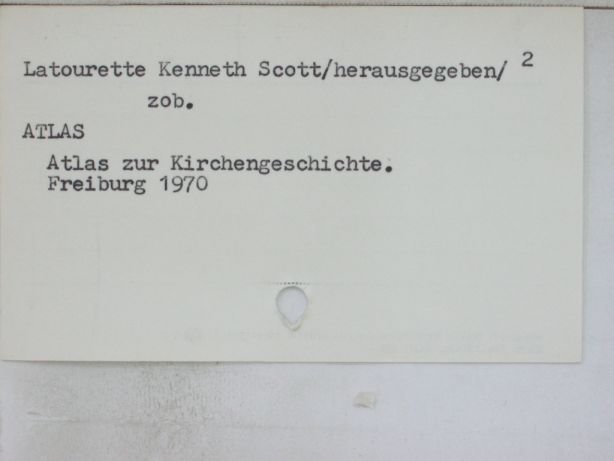 Latourette Kenneth Scott/herausgegeben/ 2
zob.
ATLAS
Atlas zur Kirchengeschichte.
Freiburg 1970